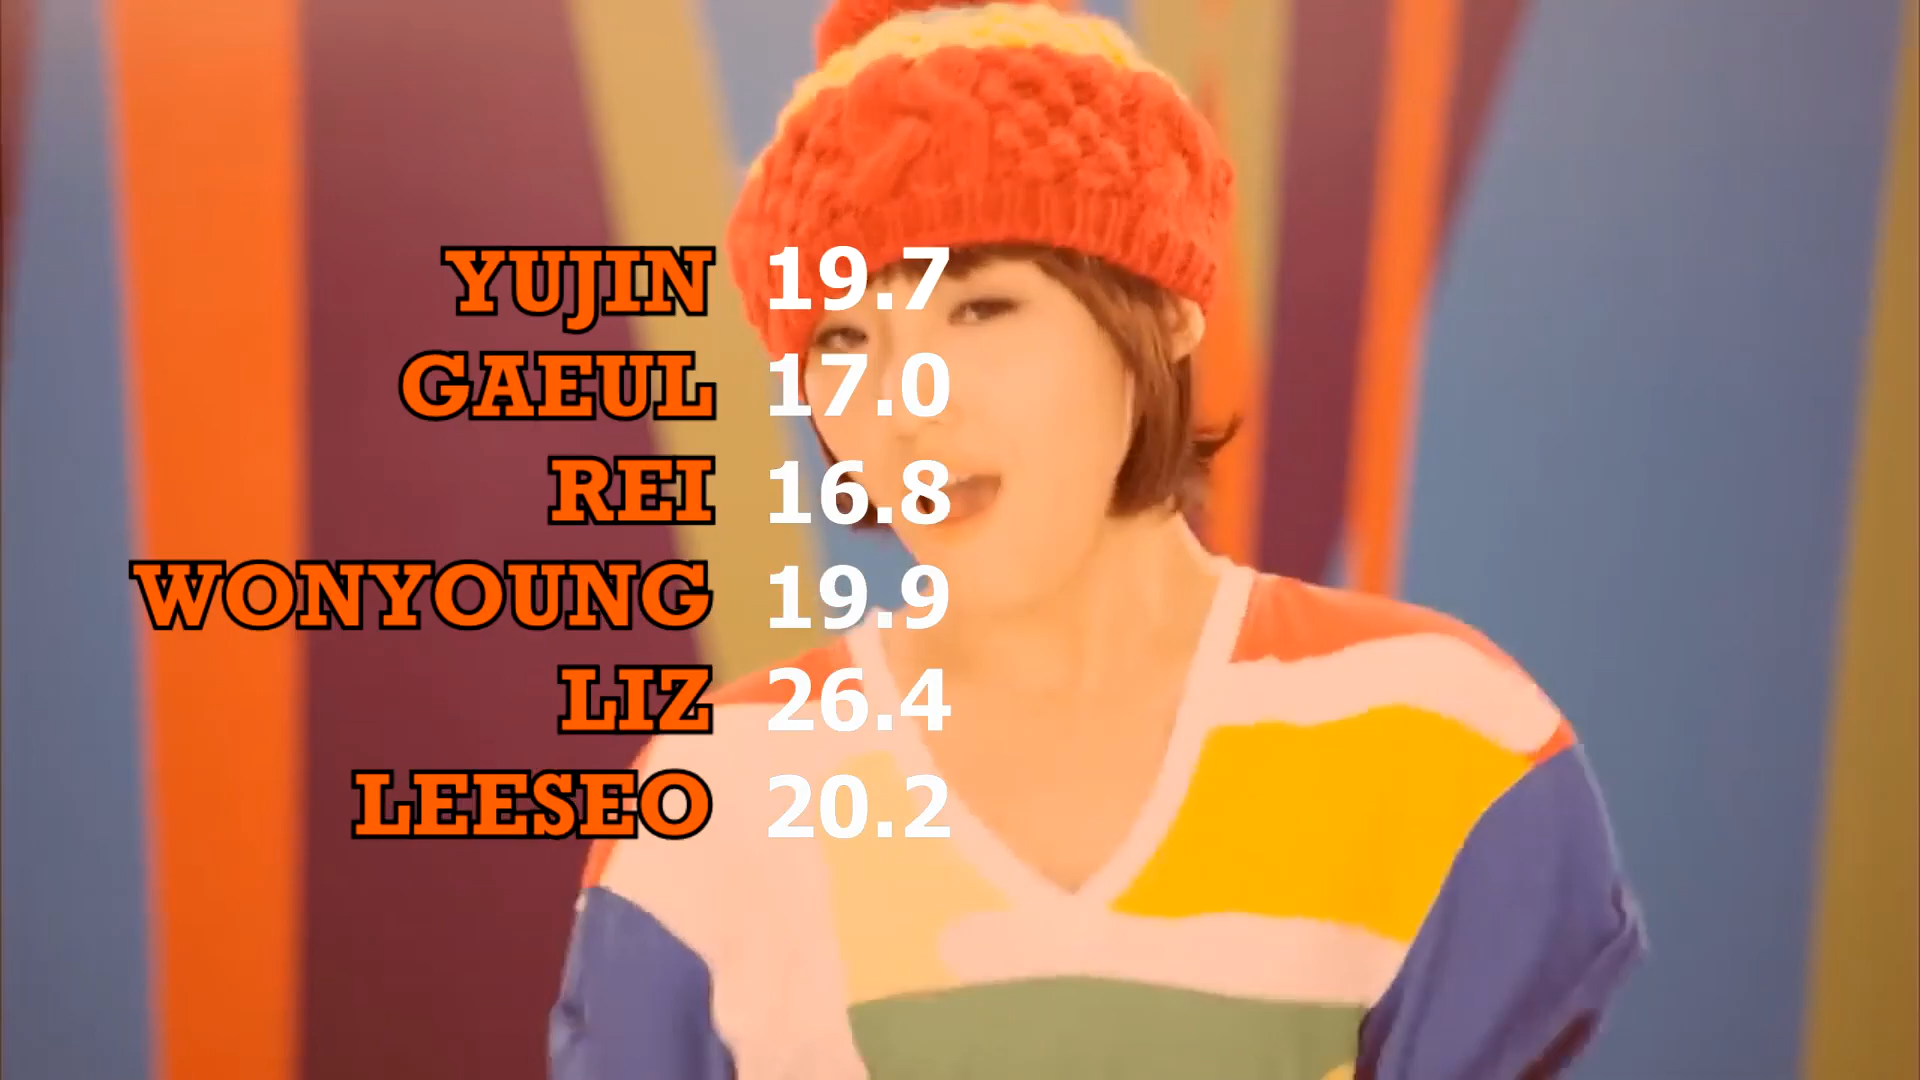 YUJIN 19.7
GAEUL 17.0
REI 16.8
WONYOUNG 19.9
LIZ 26.4
LEESEO 20.2